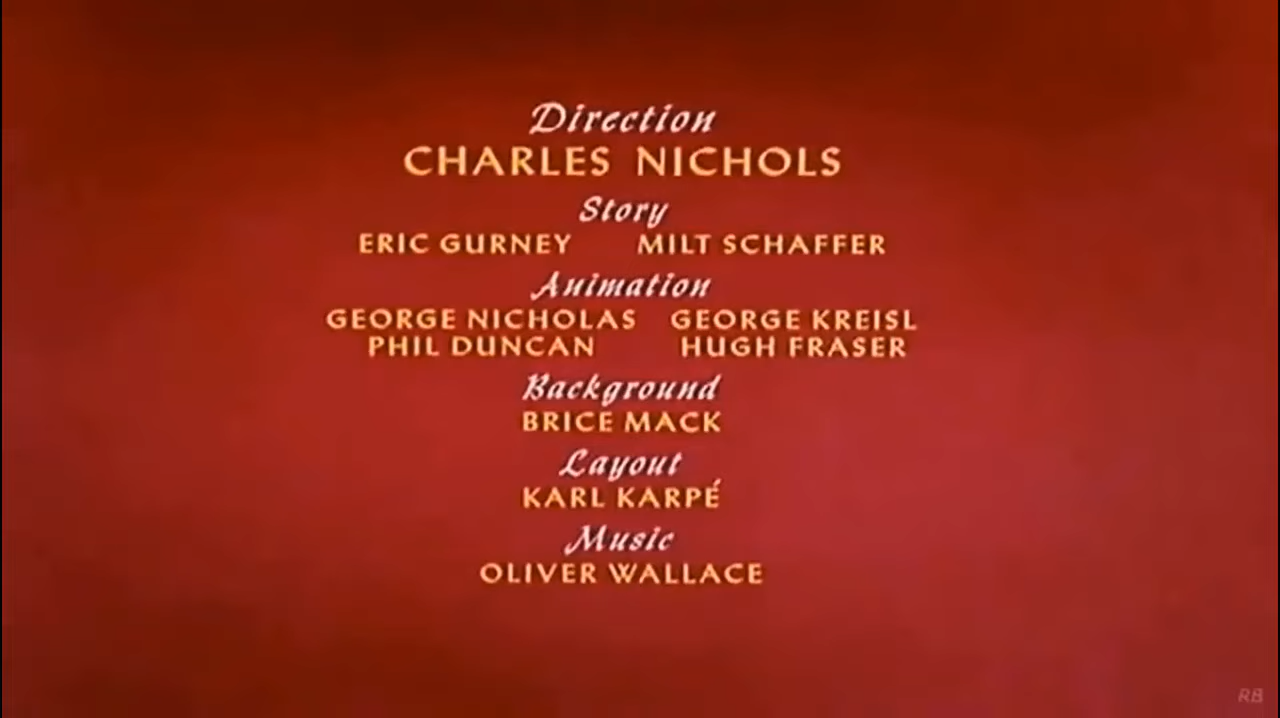 Direction
CHARLES NICHOLS
Story
ERIC GURNEY MILT SCHAFFER
Animation
GEORGE NICHOLAS GEORGE KREISL
PHIL DUNCAN HUGH FRASER
Background
BRICE MACK
Layout
KARL KARPÉ
Music
OLIVER WALLACE
RB